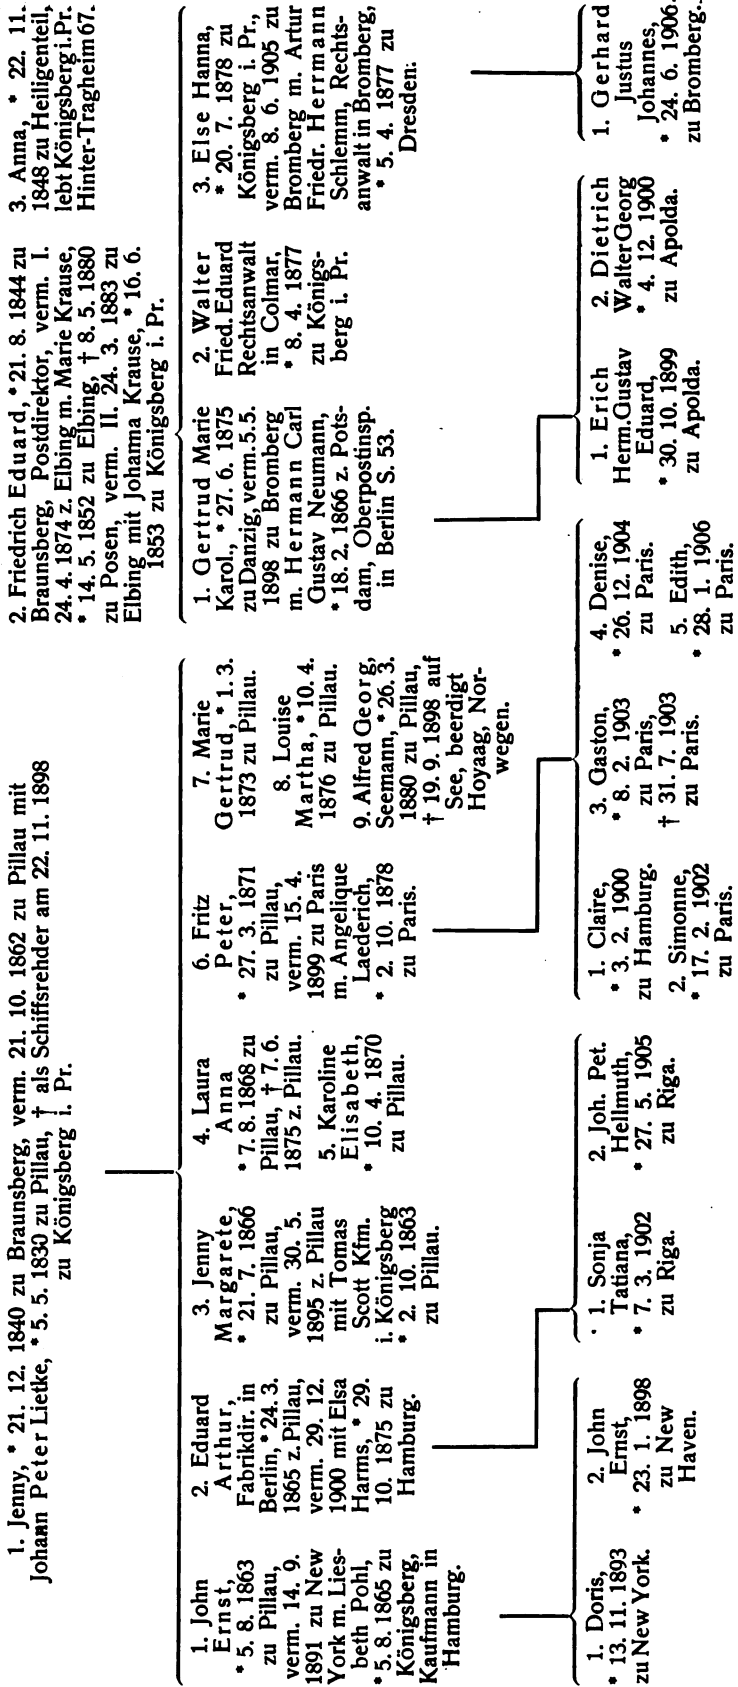 1. Jenny, * 21. 12. 1840 zu Braunsberg, verm. 21. 10. 1862 zu Pillau mit
Johann Peter Lietke, * 5. 5. 1830 zu Pillau, † als Schiffsrehder am 22. 11. 1898
zu Königsberg i. Pr.
2. Friedrich Eduard, * 21. 8. 1844 zu
Braunsberg, Postdirektor, verm. I.
24. 4. 1874 z. Elbing m. Marie Krause,
* 14. 5. 1852 zu Elbing, † 8. 5. 1880
zu Posen, verm. II. 24. 3. 1883 zu
Elbing mit Johanna Krause, * 16. 6.
1853 zu Königsberg i. Pr.
3. Anna, * 22. 11.
1848 zu Heiligenteil,
lebt Königsberg i. Pr.
Hinter-Tragheim 67.
1. John
Ernst,
* 5. 8. 1863
zu Pillau,
verm. 14. 9.
1891 zu New
York m. Lies-
beth Pohl,
* 5. 8. 1865 zu
Königsberg,
Kaufmann in
Hamburg.
2. Eduard
Arthur,
Fabrikdir. in
Berlin, * 24. 3.
1865 z. Pillau,
verm. 29. 12.
1900 mit Elsa
Harms, * 29.
10. 1875 zu
Hamburg.
3. Jenny
Margarete,
* 21. 7. 1866
zu Pillau,
verm. 30. 5.
1895 z. Pillau
mit Tomas
Scott Kfm.
i. Königsberg
* 2. 10. 1863
zu Pillau.
4. Laura
Anna
* 7. 8. 1868 zu
Pillau, † 7. 6.
1875 z. Pillau.
5. Karoline
Elisabeth,
* 10. 4. 1870
zu Pillau.
6. Fritz
Peter,
* 27. 3. 1871
zu Pillau,
verm. 15. 4.
1899 zu Paris
m. Angelique
Laederich,
* 2. 10. 1878
zu Paris.
7. Marie
Gertrud, * 1. 3.
1873 zu Pillau.
8. Louise
Martha, * 10. 4.
1876 zu Pillau.
9. Alfred Georg,
Seemann, * 26. 3.
1880 zu Pillau,
† 19. 9. 1898 auf
See, beerdigt
Hoyaag, Nor-
wegen.
1. Gertrud Marie
Karol., * 27. 6. 1875
zu Danzig, verm. 5. 5.
1898 zu Bromberg
m. Hermann Carl
Gustav Neumann,
* 18. 2. 1866 z. Pots-
dam, Oberpostinsp.
in Berlin S. 53.
2. Walter
Fried. Eduard
Rechtsanwalt
in Colmar,
* 8. 4. 1877
zu Königs-
berg i. Pr.
3. Else Hanna,
* 20. 7. 1878 zu
Königsberg i. Pr.,
verm. 8. 6. 1905 zu
Bromberg m. Artur
Friedr. Herrmann
Schlemm, Rechts-
anwalt in Bromberg,
* 5. 4. 1877 zu
Dresden.
1. Doris,
* 13. 11. 1893
zu New York.
2. John
Ernst,
* 23. 1. 1898
zu New
Haven.
1. Sonja
Tatiana,
* 7. 3. 1902
zu Riga.
2. Joh. Pet.
Hellmuth,
* 27. 5. 1905
zu Riga.
1. Claire,
* 3. 2. 1900
zu Hamburg.
2. Simonne,
* 17. 2. 1902
zu Paris.
3. Gaston,
* 8. 2. 1903
zu Paris,
† 31. 7. 1903
zu Paris.
4. Denise,
* 26. 12. 1904
zu Paris.
5. Edith,
* 28. 1. 1906
zu Paris.
1. Erich
Herm. Gustav
Eduard,
* 30. 10. 1899
zu Apolda.
2. Dietrich
Walter Georg
* 4. 12. 1900
zu Apolda.
1. Gerhard
Justus
Johannes,
* 24. 6. 1906
zu Bromberg.